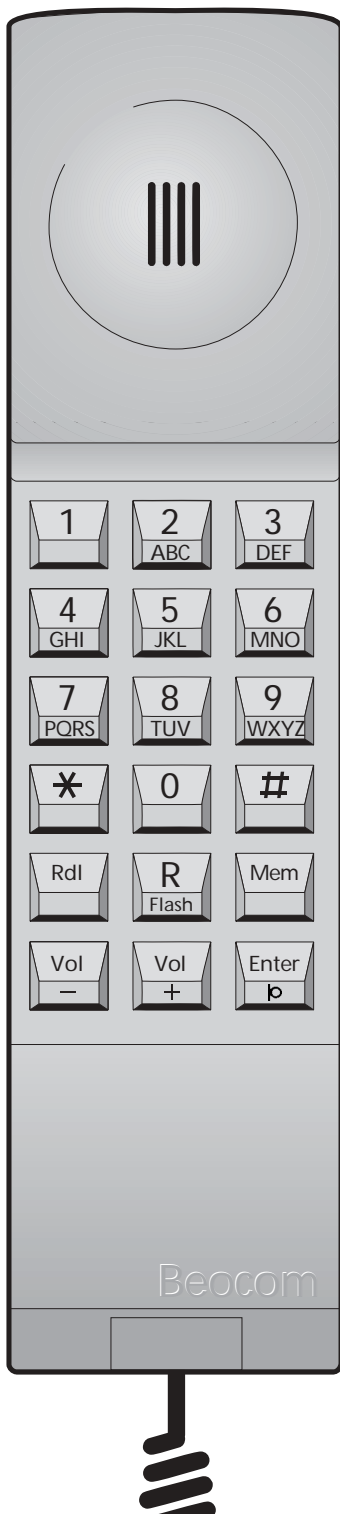 1 2 3
ABC DEF
4 5 6
GHI JKL MNO
7 8 9
PQRS TUV WXYZ
* 0 #
Rdl R Mem
Flash
Vol Vol Enter
− +
Beocom